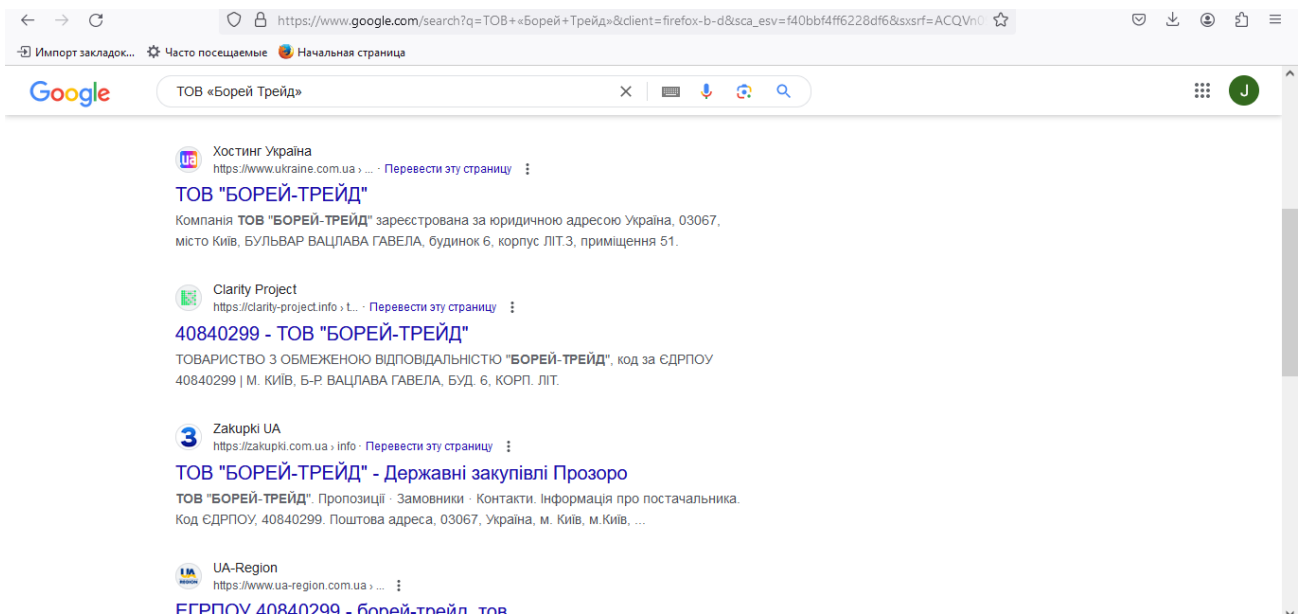 https://www.google.com/search?q=ТОВ+«Борей+Трейд»&client=firefox-b-d&sca_esv=f40bbf4ff6228df6&sxsrf=ACQVn0
Импорт закладок... Часто посещаемые Начальная страница
Google ТОВ «Борей Трейд» J
Хостинг Україна
https://www.ukraine.com.ua › ... · Перевести эту страницу
ТОВ "БОРЕЙ-ТРЕЙД"
Компанія ТОВ "БОРЕЙ-ТРЕЙД" зареєстрована за юридичною адресою Україна, 03067,
місто Київ, БУЛЬВАР ВАЦЛАВА ГАВЕЛА, будинок 6, корпус ЛІТ.З, приміщення 51.
Clarity Project
https://clarity-project.info › t... · Перевести эту страницу
40840299 - ТОВ "БОРЕЙ-ТРЕЙД"
ТОВАРИСТВО З ОБМЕЖЕНОЮ ВІДПОВІДАЛЬНІСТЮ "БОРЕЙ-ТРЕЙД", код за ЄДРПОУ
40840299 | М. КИЇВ, Б-Р. ВАЦЛАВА ГАВЕЛА, БУД. 6, КОРП. ЛІТ.
Zakupki UA
https://zakupki.com.ua › info · Перевести эту страницу
ТОВ "БОРЕЙ-ТРЕЙД" - Державні закупівлі Прозоро
ТОВ "БОРЕЙ-ТРЕЙД". Пропозиції · Замовники · Контакти. Інформація про постачальника.
Код ЄДРПОУ, 40840299. Поштова адреса, 03067, Україна, м. Київ, м.Київ, ...
UA-Region
https://www.ua-region.com.ua › ...
ЕГРПОУ 40840299 - борей-трейд, тов